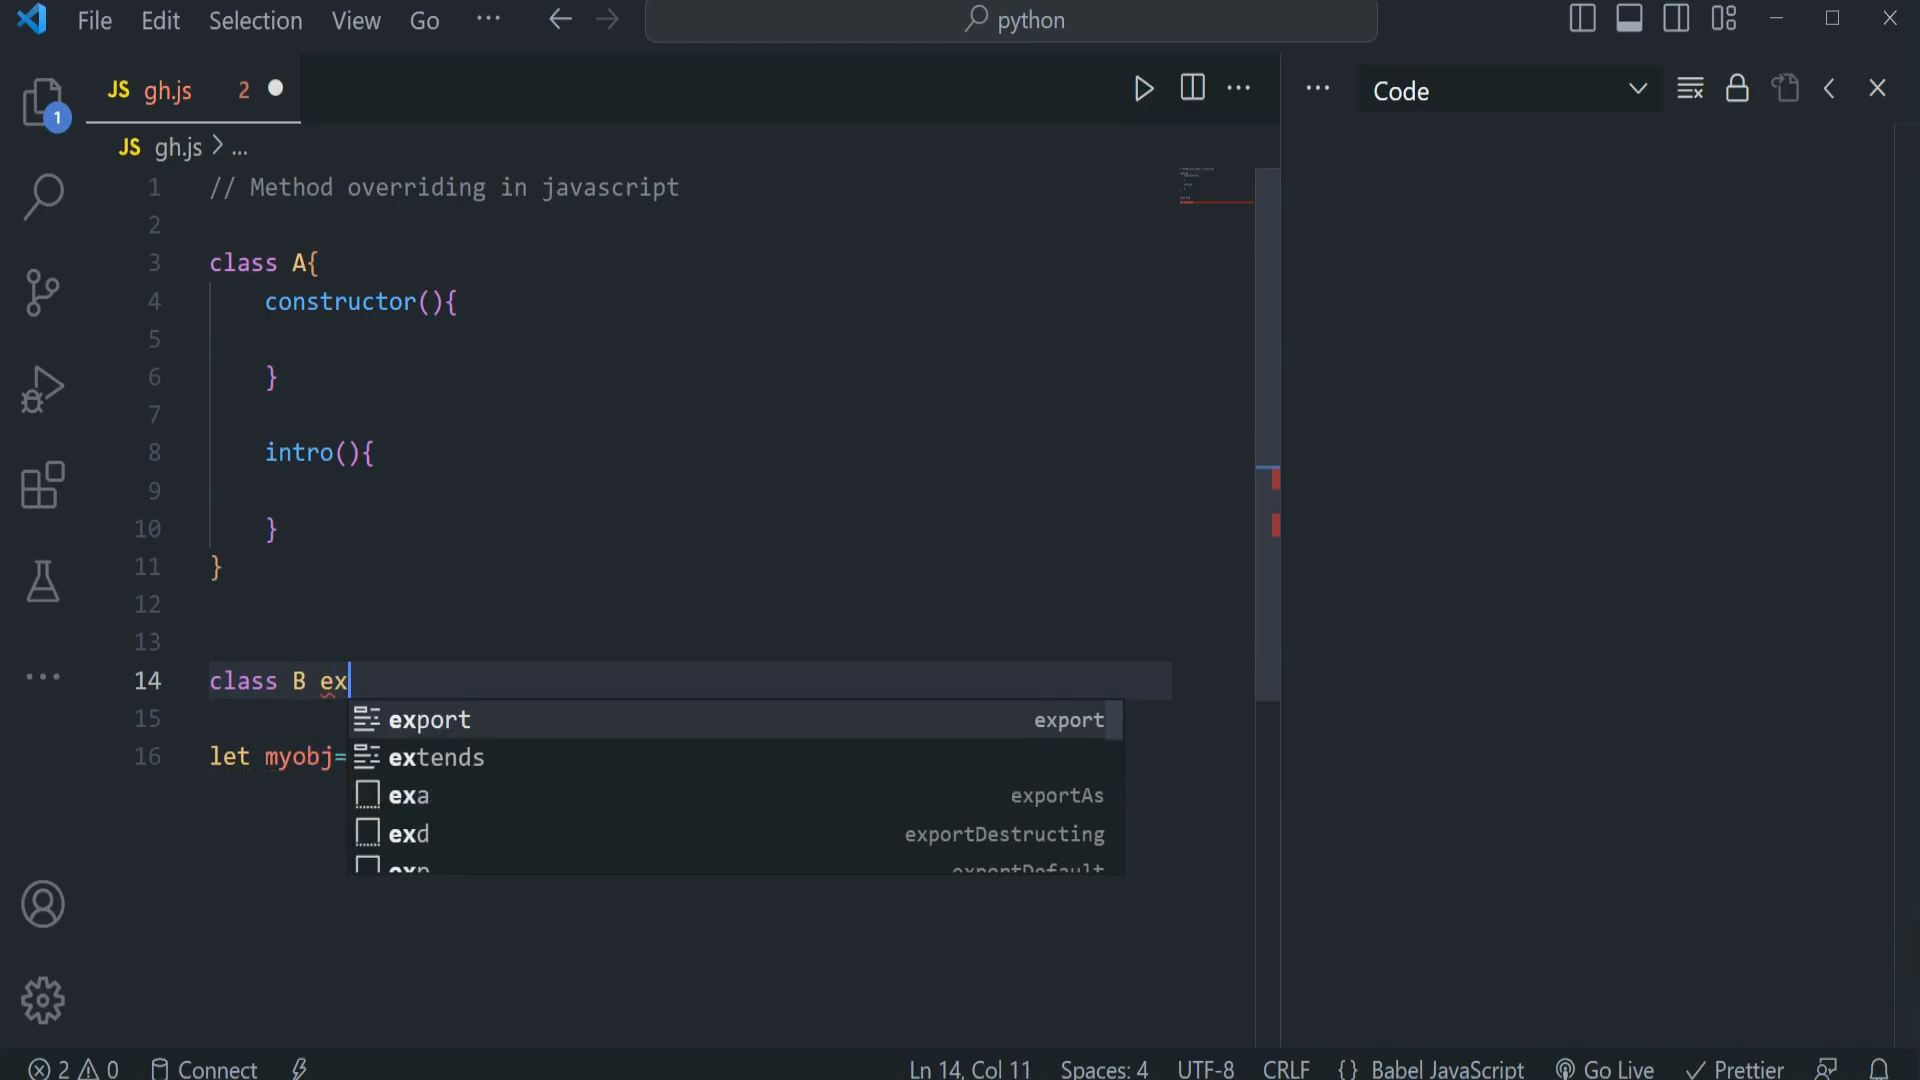 File Edit Selection View Go ... python
JS gh.js 2
Code
1
JS gh.js > ...
1 // Method overriding in javascript
2
3 class A{
4 constructor(){
5
6 }
7
8 intro(){
9
10 }
11 }
12
13
14 class B ex
export export
extends
exa exportAs
exd exportDestructing
exp exportDefault
15
16 let myobj=
2 0 Connect Ln 14, Col 11 Spaces: 4 UTF-8 CRLF {} Babel JavaScript Go Live Prettier